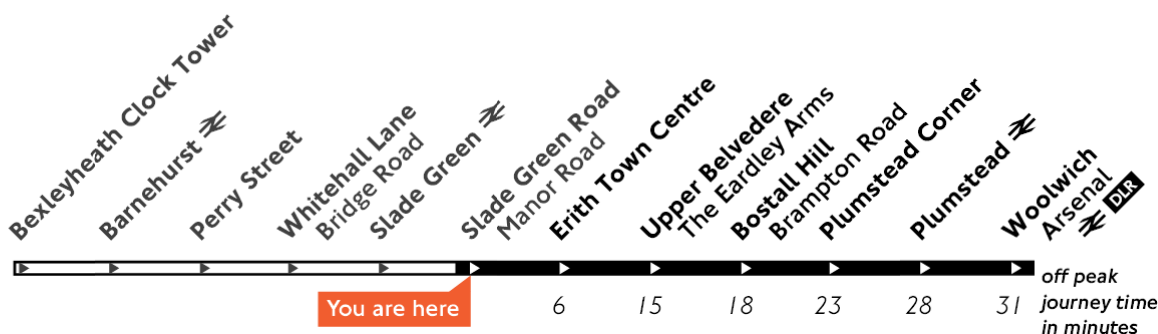 Bexleyheath Clock Tower
Barnehurst
Perry Street
Whitehall Lane
Bridge Road
Slade Green
Slade Green Road
Manor Road
Erith Town Centre
Upper Belvedere
The Eardley Arms
Bostall Hill
Brampton Road
Plumstead Corner
Plumstead
Woolwich
Arsenal
DLR
You are here
6 15 18 23 28 31
off peak
journey time
in minutes